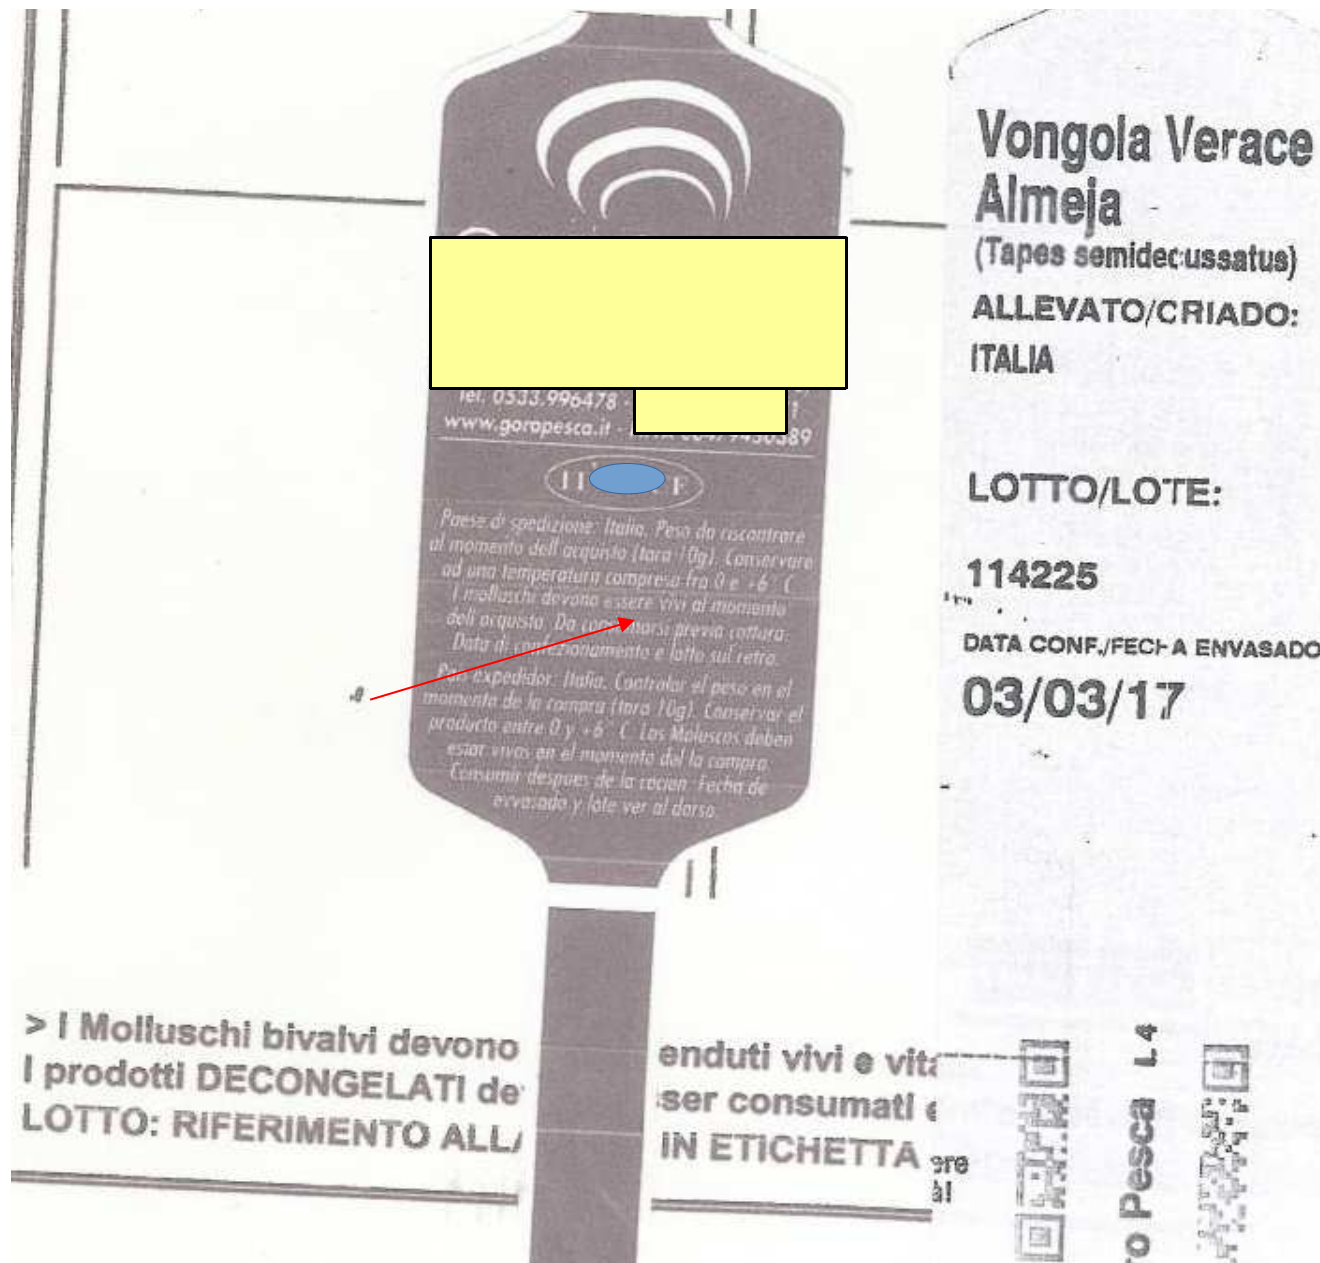 Tel. 0533.996478 -
www.goropesca.it -
Paese di spedizione: Italia. Peso da riscontrare
al momento dell'acquisto (tara 10g). Conservare
ad una temperatura compresa fra 0 e +6° C
I molluschi devono essere vivi al momento
dell'acquisto. Da consumarsi previa cottura.
Data di confezionamento e lotto sul retro.
Pais expedidor: Italia. Controlar el peso en el
momento de la compra (tara 10g). Conservar el
producto entre 0 y +6° C. Los Moluscos deben
estar vivos en el momento del la compra.
Consumir despues de la cocion. Fecha de
evvasado y lote ver al dorso.
> I Molluschi bivalvi devono enduti vivi e vita
I prodotti DECONGELATI de ser consumati e
LOTTO: RIFERIMENTO ALLA IN ETICHETTA
Vongola Verace
Almeja
(Tapes semidecussatus)
ALLEVATO/CRIADO:
ITALIA
LOTTO/LOTE:
114225
DATA CONF./FECHA ENVASADO
03/03/17
ro Pesca L4